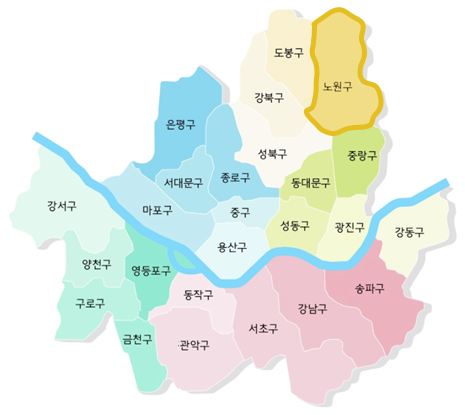 도봉구
노원구
강북구
은평구
성북구
중랑구
종로구
서대문구
동대문구
강서구
마포구
중구
성동구
광진구
강동구
용산구
양천구
영등포구
동작구
송파구
구로구
강남구
서초구
금천구
관악구